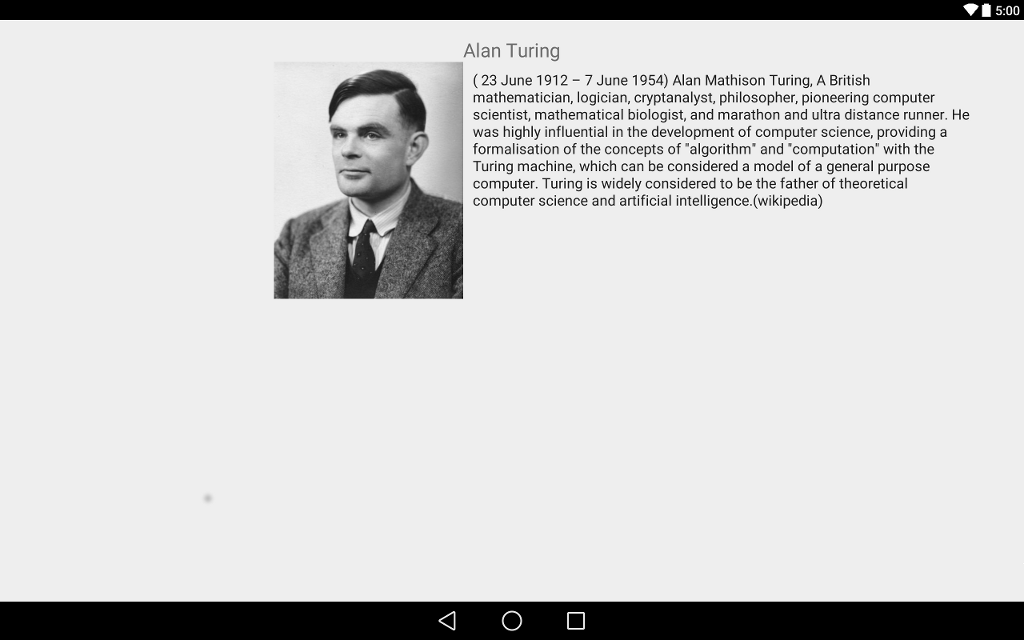 5:00
Alan Turing
( 23 June 1912 – 7 June 1954) Alan Mathison Turing, A British
mathematician, logician, cryptanalyst, philosopher, pioneering computer
scientist, mathematical biologist, and marathon and ultra distance runner. He
was highly influential in the development of computer science, providing a
formalisation of the concepts of "algorithm" and "computation" with the
Turing machine, which can be considered a model of a general purpose
computer. Turing is widely considered to be the father of theoretical
computer science and artificial intelligence.(wikipedia)